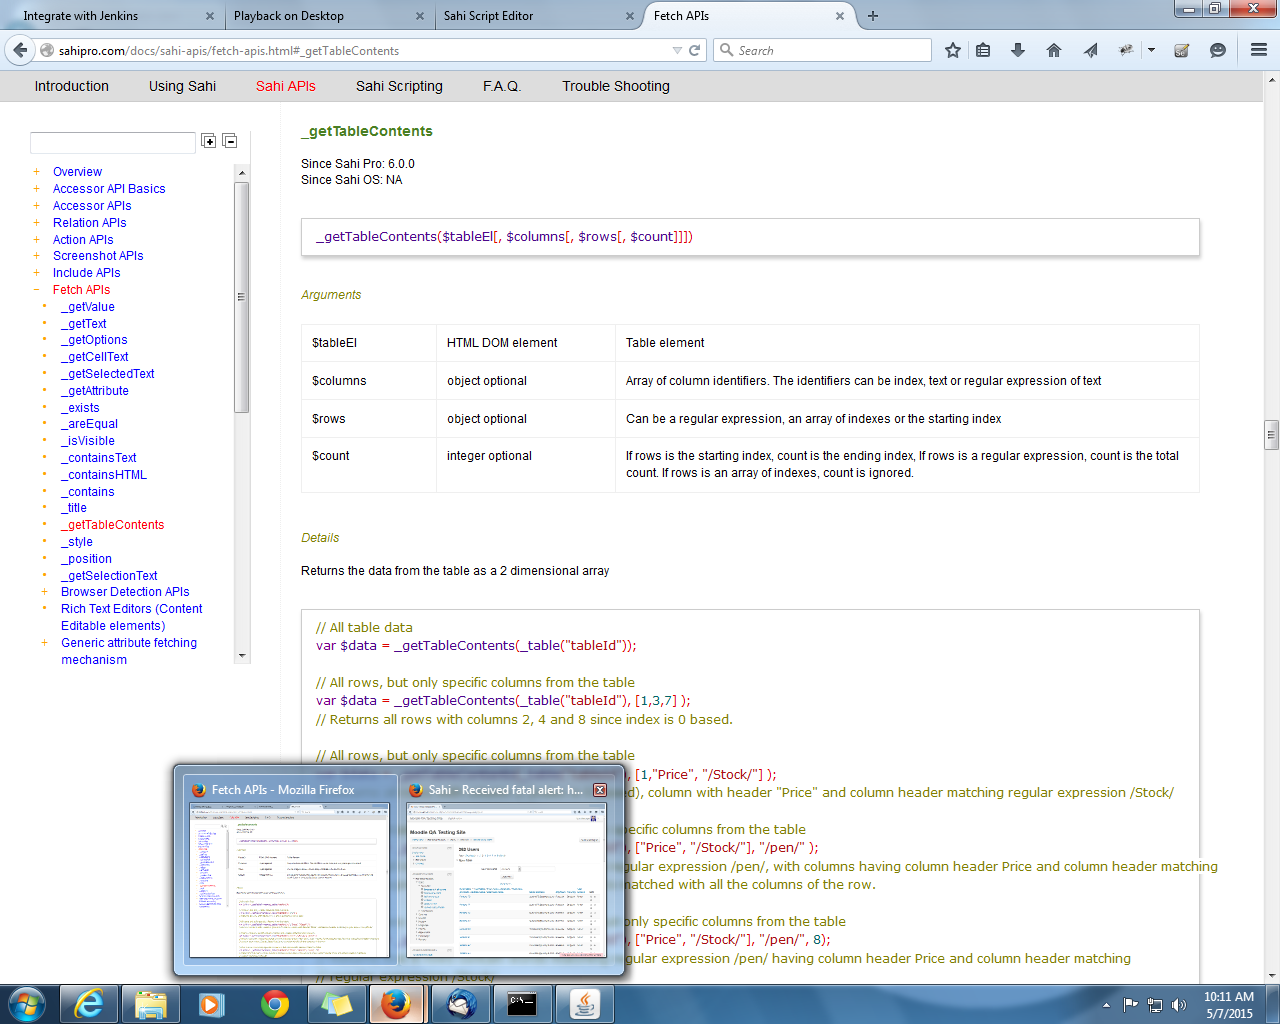 Integrate with Jenkins
Playback on Desktop
Sahi Script Editor
Fetch APIs
sahipro.com/docs/sahi-apis/fetch-apis.html#_getTableContents
Search
Introduction
Using Sahi
Sahi APIs
Sahi Scripting
F.A.Q.
Trouble Shooting
+ Overview
+ Accessor API Basics
+ Accessor APIs
+ Relation APIs
+ Action APIs
+ Screenshot APIs
+ Include APIs
− Fetch APIs
_getValue
_getText
_getOptions
_getCellText
_getSelectedText
_getAttribute
_exists
_areEqual
_isVisible
_containsText
_containsHTML
_contains
_title
_getTableContents
_style
_position
_getSelectionText
+ Browser Detection APIs
Rich Text Editors (Content
Editable elements)
+ Generic attribute fetching
mechanism
_getTableContents
Since Sahi Pro: 6.0.0
Since Sahi OS: NA
_getTableContents($tableEl[, $columns[, $rows[, $count]]])
Arguments
$tableEl HTML DOM element Table element
$columns object optional Array of column identifiers. The identifiers can be index, text or regular expression of text
$rows object optional Can be a regular expression, an array of indexes or the starting index
$count integer optional If rows is the starting index, count is the ending index, If rows is a regular expression, count is the total
count. If rows is an array of indexes, count is ignored.
Details
Returns the data from the table as a 2 dimensional array
// All table data
var $data = _getTableContents(_table("tableId"));
// All rows, but only specific columns from the table
var $data = _getTableContents(_table("tableId"), [1,3,7] );
// Returns all rows with columns 2, 4 and 8 since index is 0 based.
// All rows, but only specific columns from the table
, [1,"Price", "/Stock/"] );
), column with header "Price" and column header matching regular expression /Stock/
specific columns from the table
, ["Price", "/Stock/"], "/pen/" );
gular expression /pen/, with columns having column header Price and column header matching
matched with all the columns of the row.
only specific columns from the table
, ["Price", "/Stock/"], "/pen/", 8);
gular expression /pen/ having column header Price and column header matching
// regular expression /Stock/
Fetch APIs - Mozilla Firefox
Sahi - Received fatal alert: h...
Moodle QA Testing Site
263 Users
C:\
10:11 AM
5/7/2015